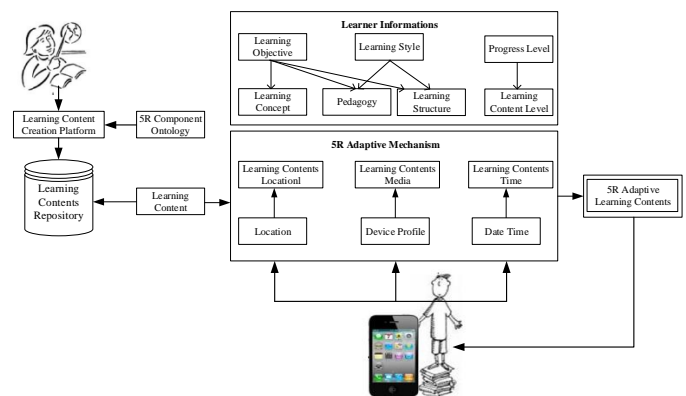 Learner Informations
Learning
Objective
Learning Style
Progress Level
Learning
Concept
Pedagogy
Learning
Structure
Learning
Content Level
Learning Content
Creation Platform
5R Component
Ontology
5R Adaptive Mechanism
Learning Contents
Locationl
Learning Contents
Media
Learning Contents
Time
Learning
Contents
Repository
Learning
Content
Location
Device Profile
Date Time
5R Adaptive
Learning Contents